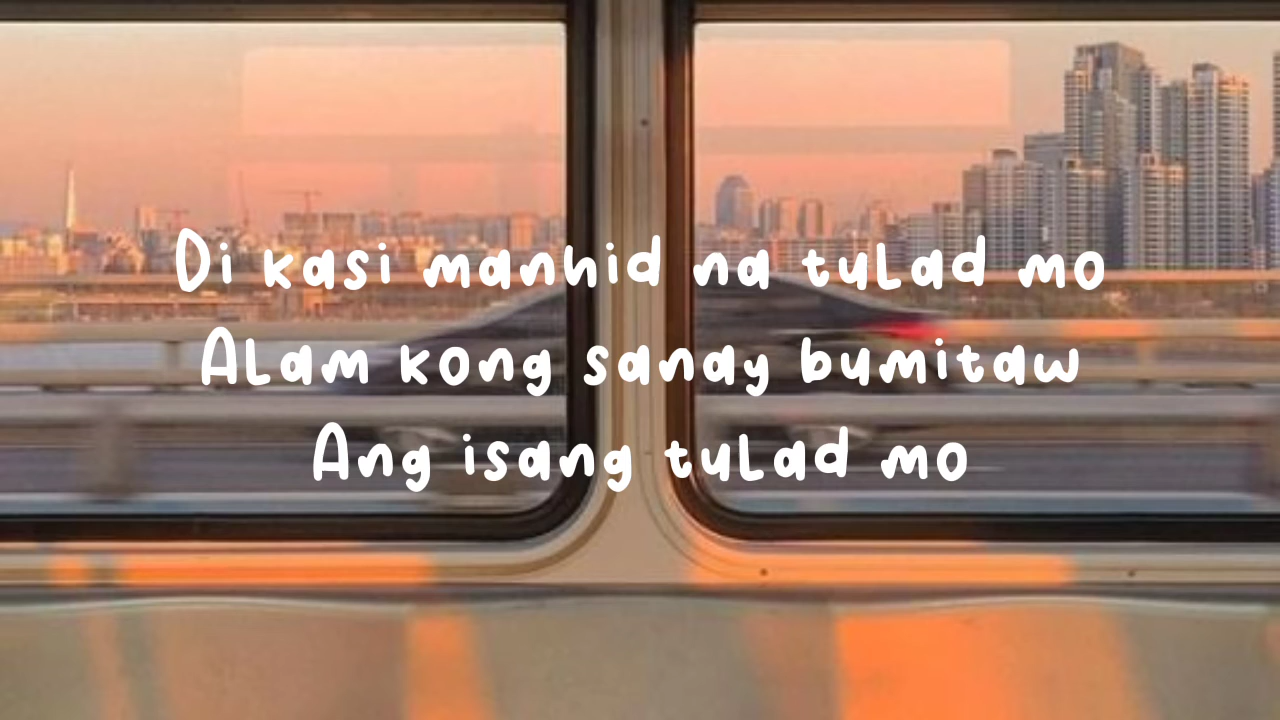 Di kasi manhid na tulad mo
Alam kong sanay bumitaw
Ang isang tulad mo